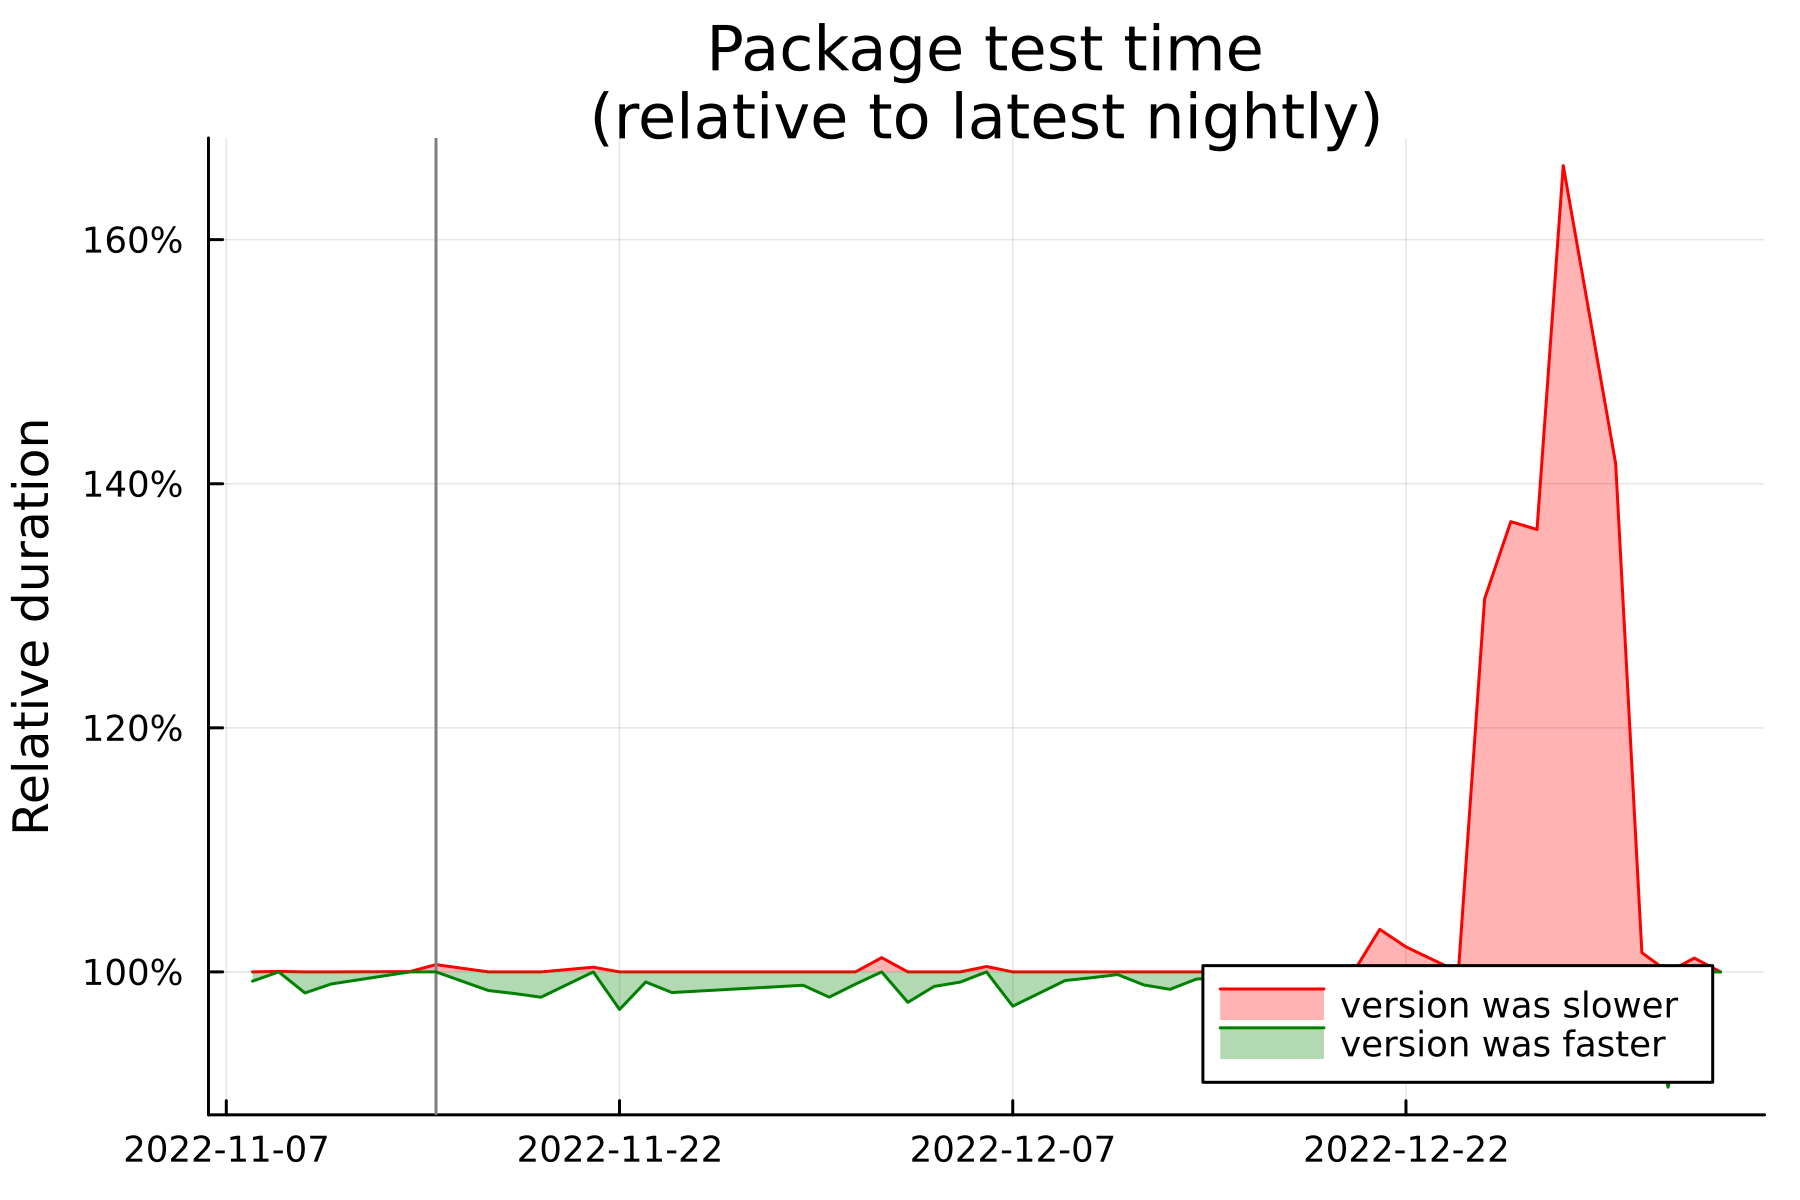 Package test time
(relative to latest nightly)
Relative duration
160%
140%
120%
100%
version was slower
version was faster
2022-11-07
2022-11-22
2022-12-07
2022-12-22